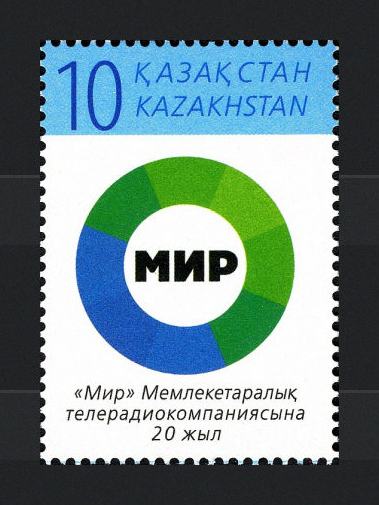 10 ҚАЗАҚСТАН
KAZAKHSTAN
МИР
«Мир» Мемлекетаралық
телерадиокомпаниясына
20 жыл